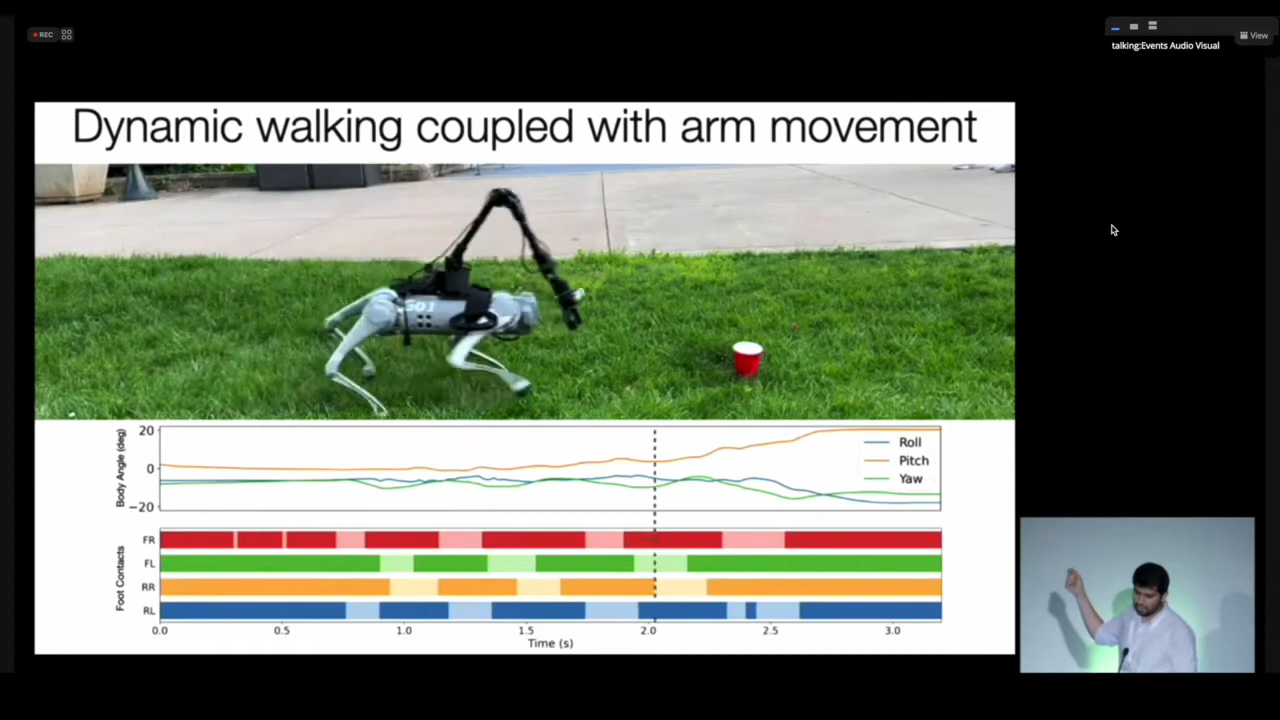 REC
View
talking:Events Audio Visual
Dynamic walking coupled with arm movement
GO1
Body Angle (deg)
20
0
−20
Roll
Pitch
Yaw
Foot Contacts
FR
FL
RR
RL
0.0 0.5 1.0 1.5 2.0 2.5 3.0
Time (s)